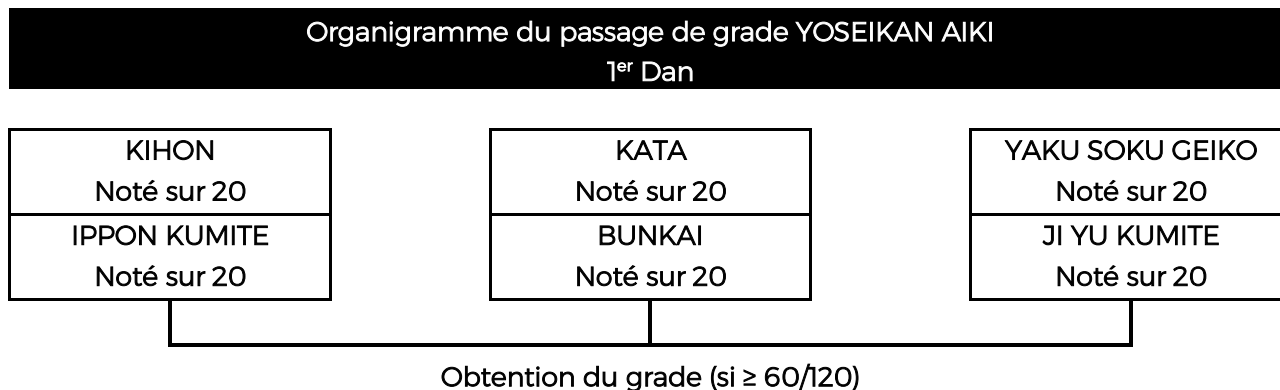 Organigramme du passage de grade YOSEIKAN AIKI
1er Dan
KIHON
Noté sur 20
IPPON KUMITE
Noté sur 20
KATA
Noté sur 20
BUNKAI
Noté sur 20
YAKU SOKU GEIKO
Noté sur 20
JI YU KUMITE
Noté sur 20
Obtention du grade (si ≥ 60/120)